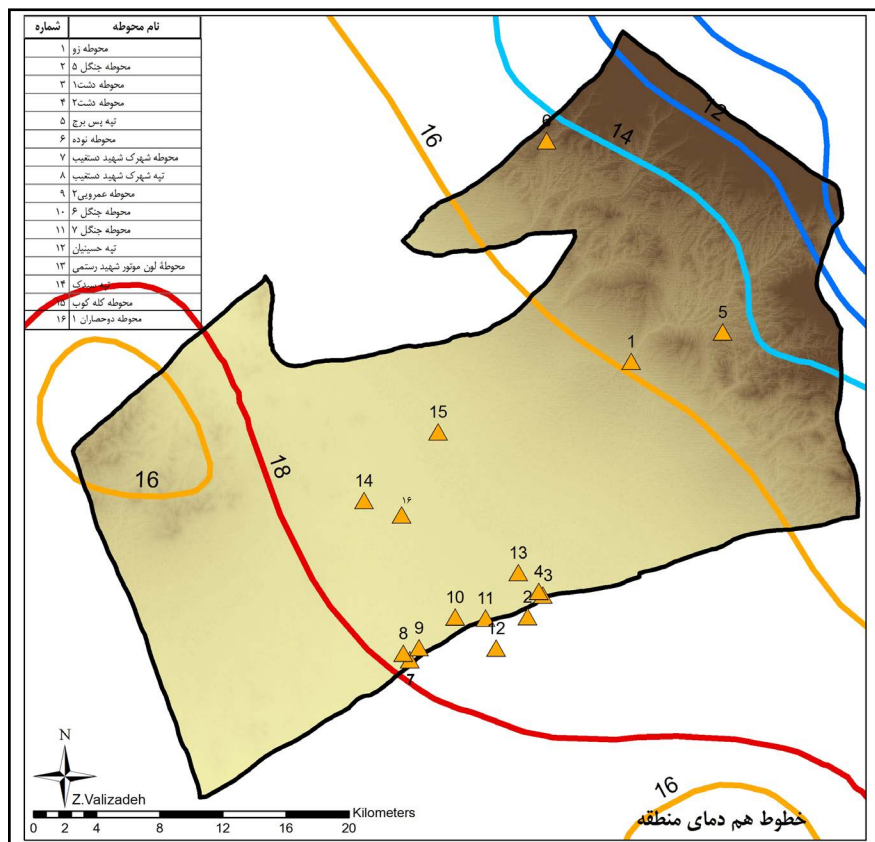 شماره نام محوطه
۱ محوطه زو
۲ محوطه جنگل ۵
۳ محوطه دشت۱
۴ محوطه دشت۲
۵ تپه پس برج
۶ محوطه نوده
۷ محوطه شهرک شهید دستغیب
۸ تپه شهرک شهید دستغیب
۹ محوطه عمرویی۲
۱۰ محوطه جنگل ۶
۱۱ محوطه جنگل ۷
۱۲ تپه حسینیان
۱۳ محوطهٔ لون موتور شهید رستمی
۱۴ تپه سیدک
۱۵ محوطه کله کوب
۱۶ محوطه دوحصاران ۱
16
12
14
6
5
1
15
18
16
14
۱۶
13
4 3
10 11 2
8 9 12
7
N
Z.Valizadeh
Kilometers
0 2 4 8 12 16 20
16
خطوط هم دمای منطقه